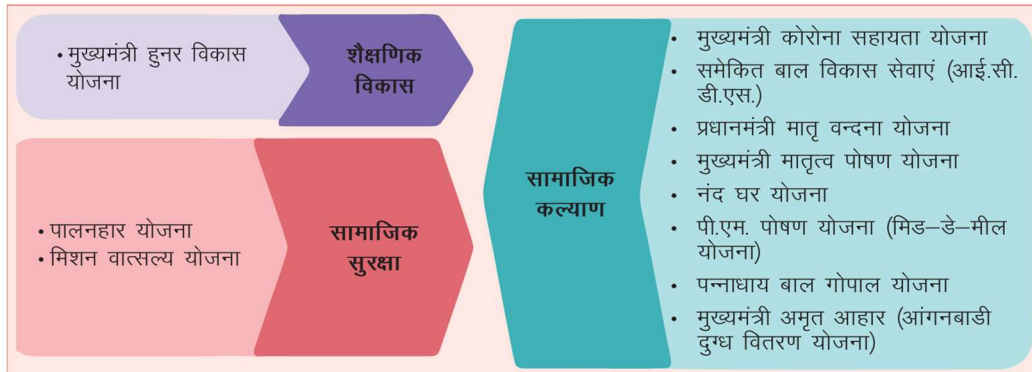 • मुख्यमंत्री हुनर विकास
योजना
शैक्षणिक
विकास
• पालनहार योजना
• मिशन वात्सल्य योजना
सामाजिक
सुरक्षा
सामाजिक
कल्याण
• मुख्यमंत्री कोरोना सहायता योजना
• समेकित बाल विकास सेवाएं (आई.सी.
डी.एस.)
• प्रधानमंत्री मातृ वन्दना योजना
• मुख्यमंत्री मातृत्व पोषण योजना
• नंद घर योजना
• पी.एम. पोषण योजना (मिड–डे–मील
योजना)
• पन्नाधाय बाल गोपाल योजना
• मुख्यमंत्री अमृत आहार (आंगनबाडी
दुग्ध वितरण योजना)